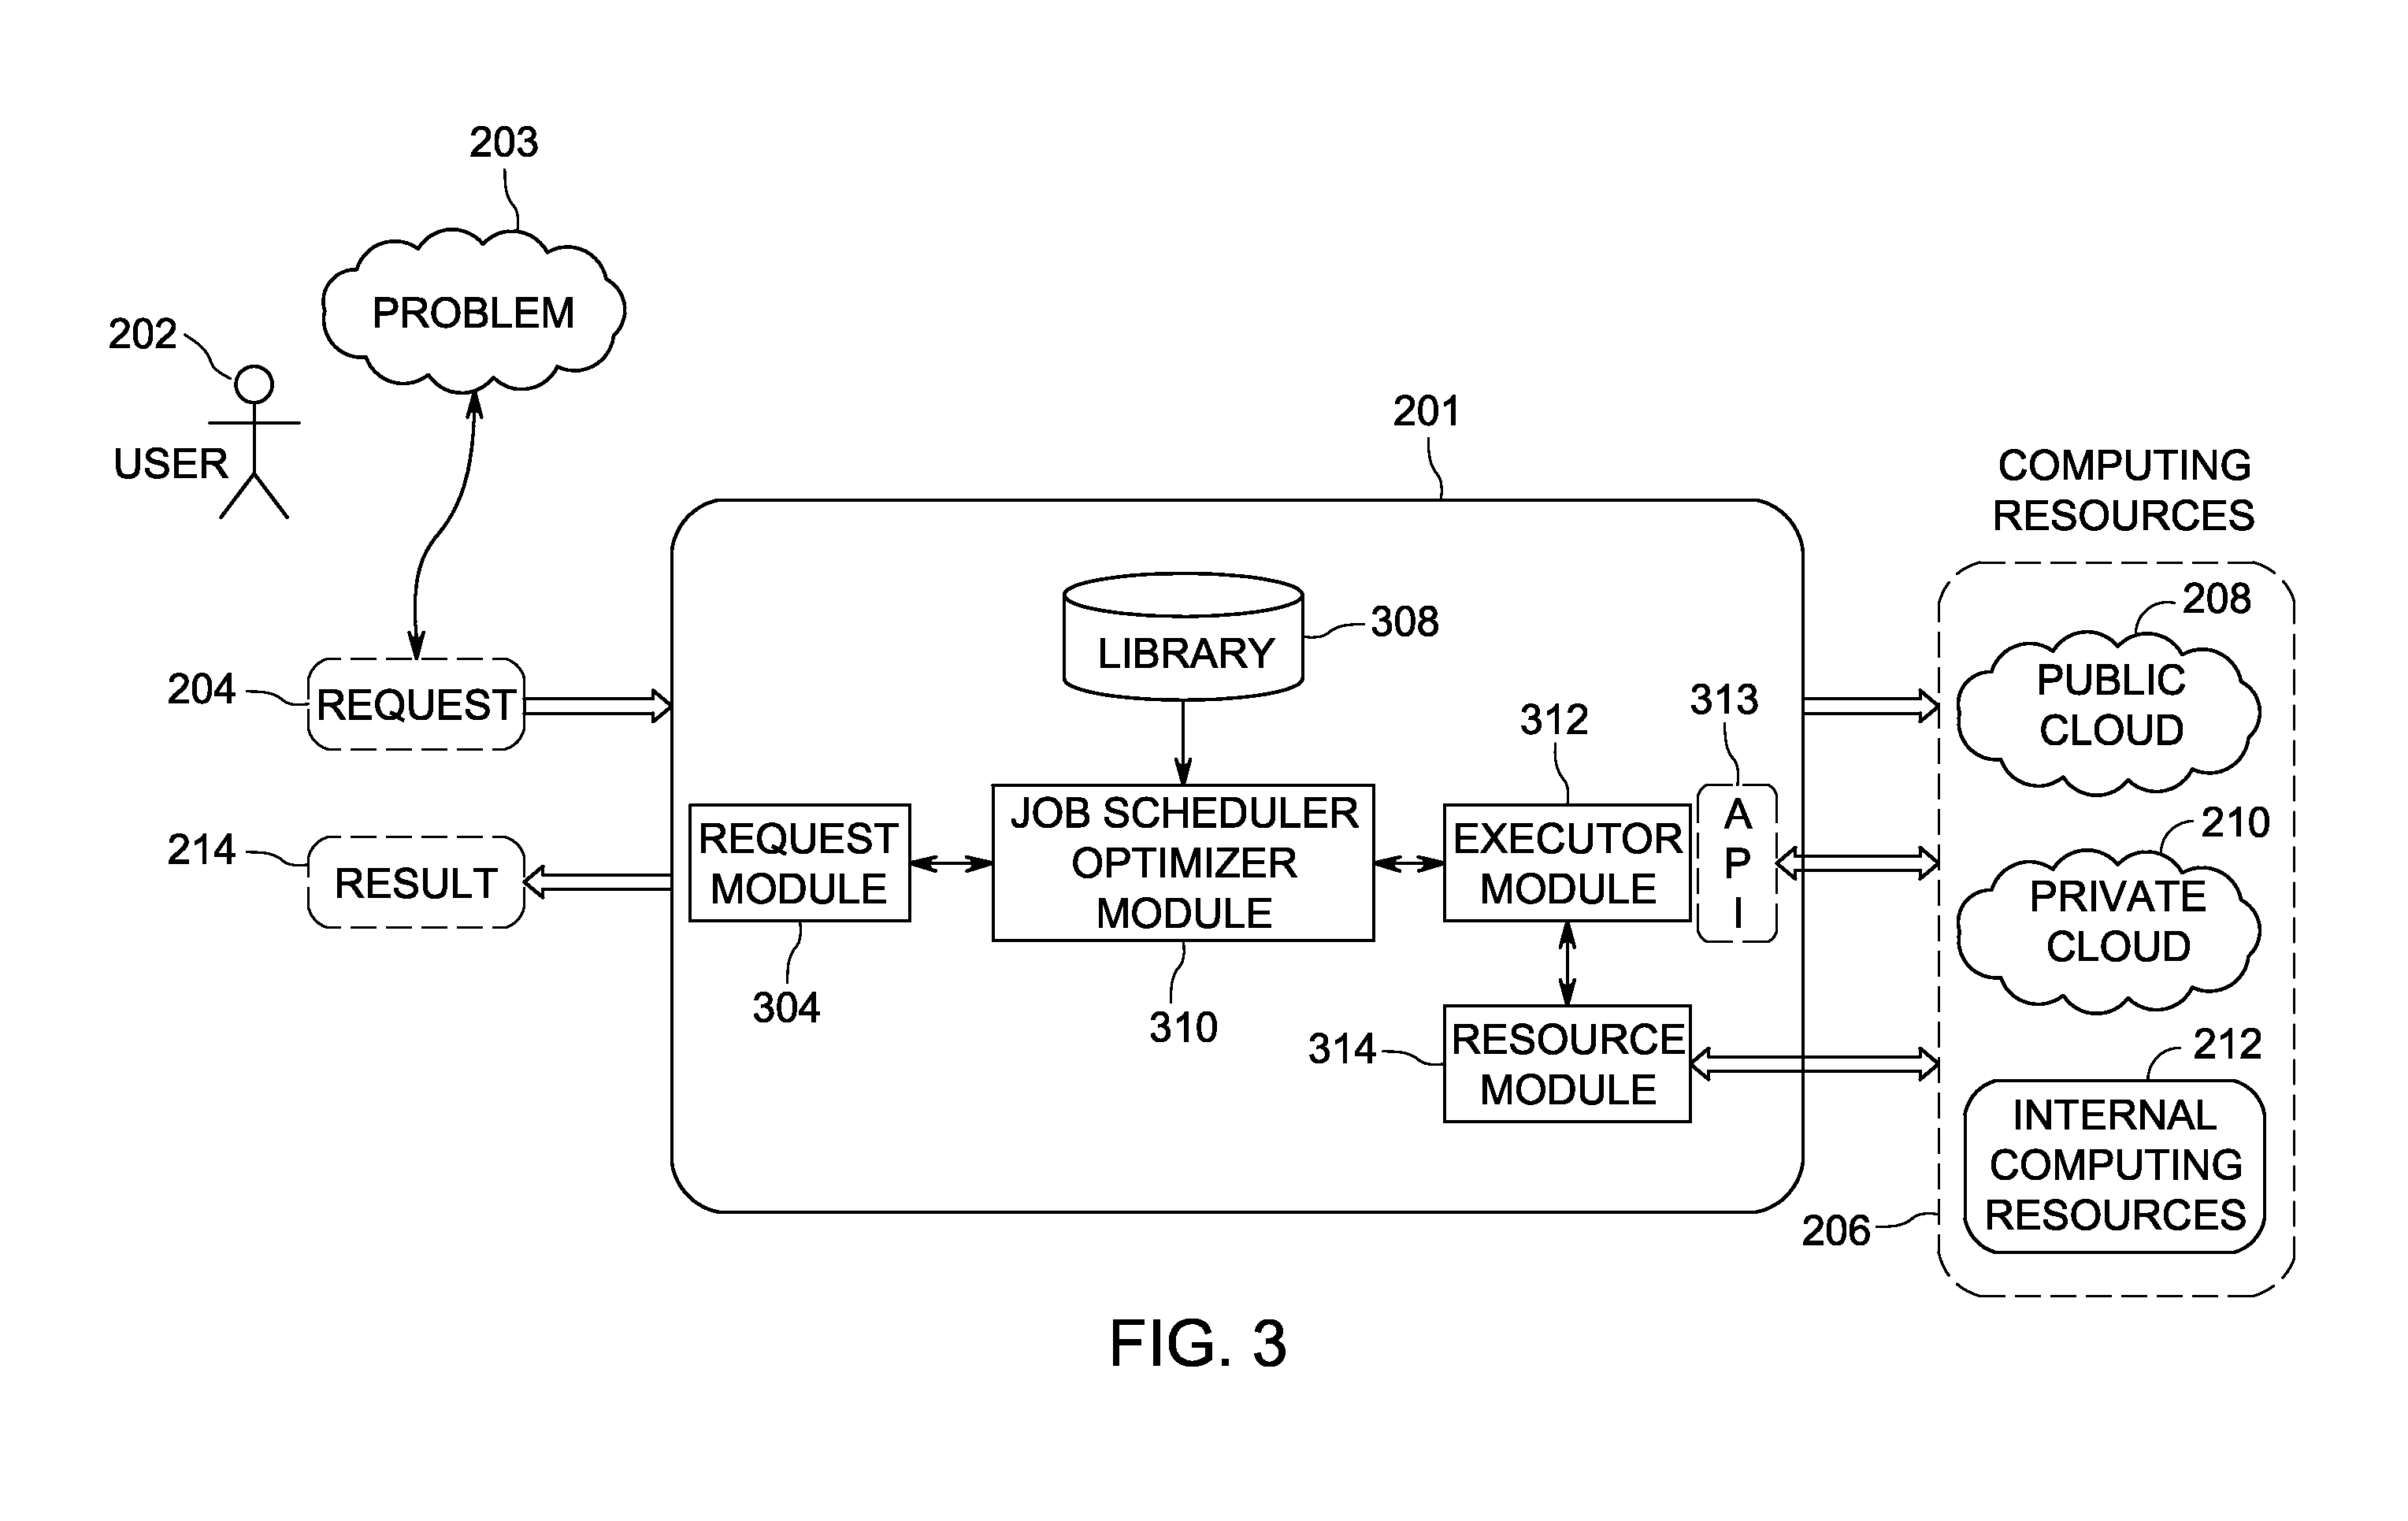 203
PROBLEM
202
USER
201
COMPUTING
RESOURCES
204
REQUEST
214
RESULT
LIBRARY
308
REQUEST
MODULE
304
JOB SCHEDULER
OPTIMIZER
MODULE
310
312
EXECUTOR
MODULE
313
A
P
I
314
RESOURCE
MODULE
208
PUBLIC
CLOUD
210
PRIVATE
CLOUD
212
INTERNAL
COMPUTING
RESOURCES
206
FIG. 3